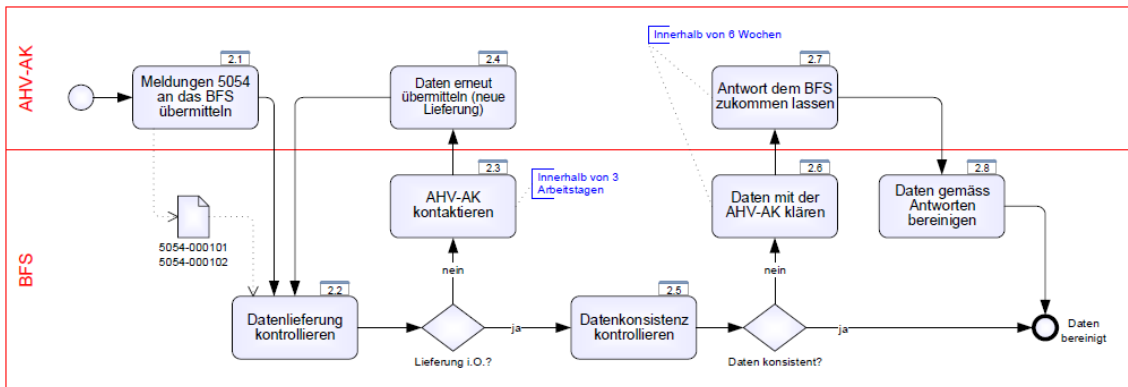 AHV-AK
2.1
Meldungen 5054
an das BFS
übermitteln
2.4
Daten erneut
übermitteln (neue
Lieferung)
Innerhalb von 6 Wochen
2.7
Antwort dem BFS
zukommen lassen
BFS
2.3
AHV-AK
kontaktieren
Innerhalb von 3
Arbeitstagen
2.6
Daten mit der
AHV-AK klären
2.8
Daten gemäss
Antworten
bereinigen
5054-000101
5054-000102
nein
nein
2.2
Datenlieferung
kontrollieren
Lieferung i.O.?
ja
2.5
Datenkonsistenz
kontrollieren
Daten konsistent?
ja
Daten
bereinigt